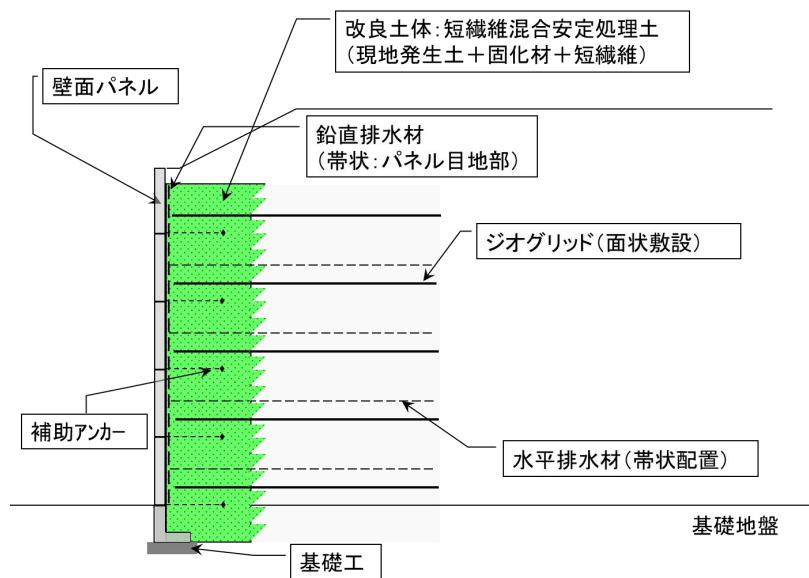 改良土体:短繊維混合安定処理土
(現地発生土+固化材+短繊維)
壁面パネル
鉛直排水材
(帯状:パネル目地部)
ジオグリッド(面状敷設)
補助アンカー
水平排水材(帯状配置)
基礎地盤
基礎工